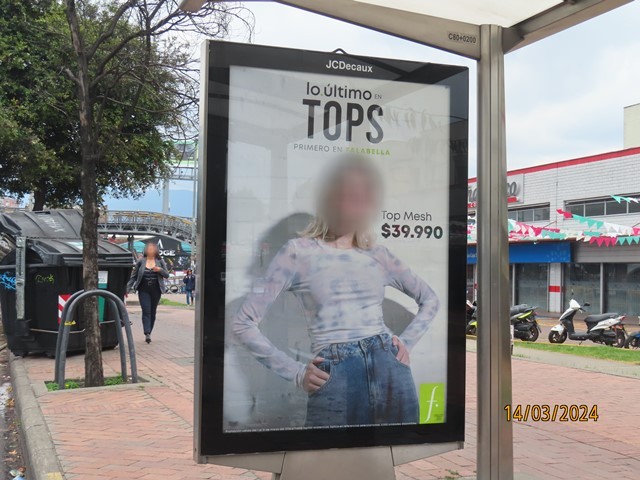 C80+0200
JCDecaux
lo último EN
TOPS
PRIMERO EN FALABELLA
Top Mesh
$39.990
f.
14/03/2024